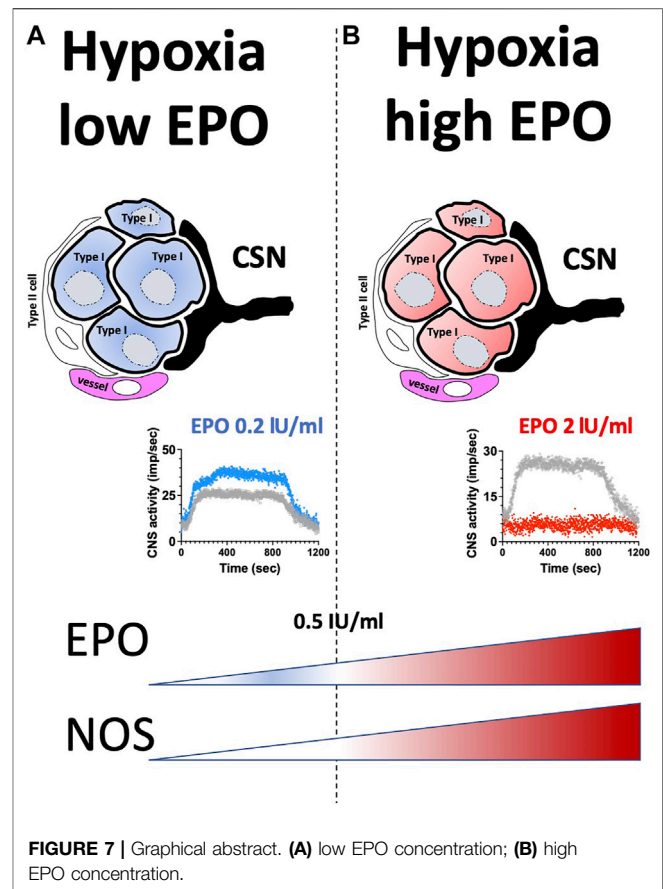 A
Hypoxia
low EPO
B
Hypoxia
high EPO
Type I
Type I
Type I
Type I
CSN
Type II cell
vessel
Type I
Type I
Type I
Type I
CSN
vessel
EPO 0.2 IU/ml
CNS activity (imp/sec)
50
25
0
0
400
800
1200
Time (sec)
EPO 2 IU/ml
CNS activity (imp/sec)
30
15
0
0
400
800
1200
Time (sec)
0.5 IU/ml
EPO
NOS
FIGURE 7 | Graphical abstract. (A) low EPO concentration; (B) high
EPO concentration.